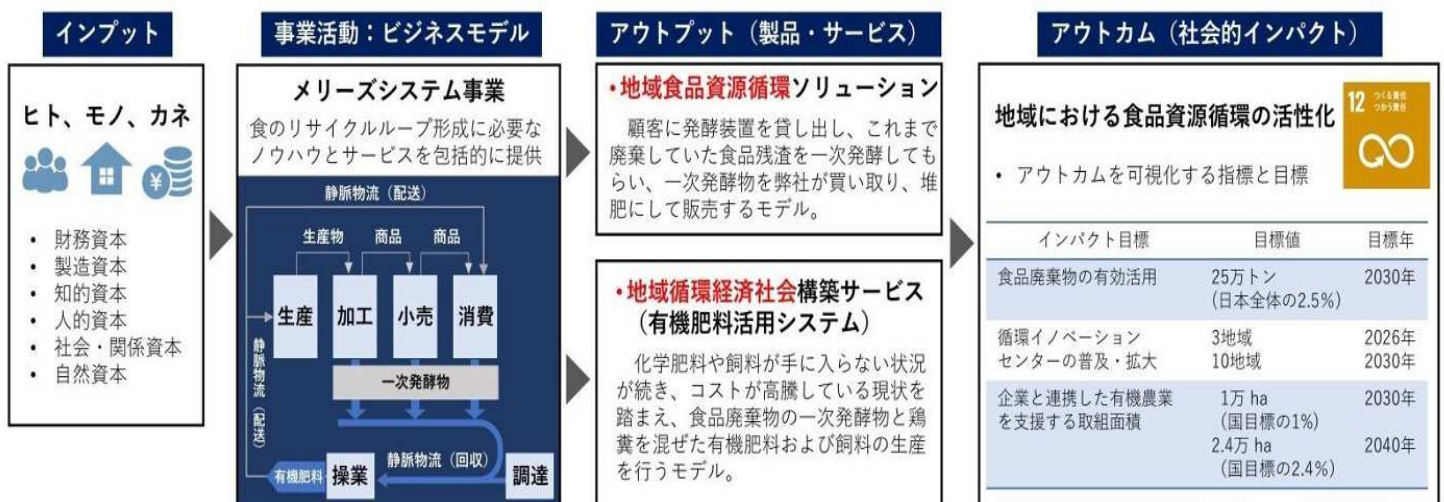 インプット
ヒト、モノ、カネ
¥
• 財務資本
• 製造資本
• 知的資本
• 人的資本
• 社会・関係資本
• 自然資本
事業活動：ビジネスモデル
メリーズシステム事業
食のリサイクルループ形成に必要な
ノウハウとサービスを包括的に提供
静脈物流（配送）
生産物 商品 商品
生産 加工 小売 消費
一次発酵物
静脈物流（配送）
静脈物流（回収）
有機肥料 操業 調達
アウトプット（製品・サービス）
・地域食品資源循環ソリューション
顧客に発酵装置を貸し出し、これまで
廃棄していた食品残渣を一次発酵しても
らい、一次発酵物を弊社が買い取り、堆
肥にして販売するモデル。
・地域循環経済社会構築サービス
（有機肥料活用システム）
化学肥料や飼料が手に入らない状況
が続き、コストが高騰している現状を
踏まえ、食品廃棄物の一次発酵物と鶏
糞を混ぜた有機肥料および飼料の生産
を行うモデル。
アウトカム（社会的インパクト）
地域における食品資源循環の活性化
12 つくる責任
つかう責任
• アウトカムを可視化する指標と目標
インパクト目標 目標値 目標年
食品廃棄物の有効活用 25万トン 2030年
(日本全体の2.5%)
循環イノベーション 3地域 2026年
センターの普及・拡大 10地域 2030年
企業と連携した有機農業 1万 ha 2030年
を支援する取組面積 (国目標の1%)
2.4万 ha 2040年
(国目標の2.4%)